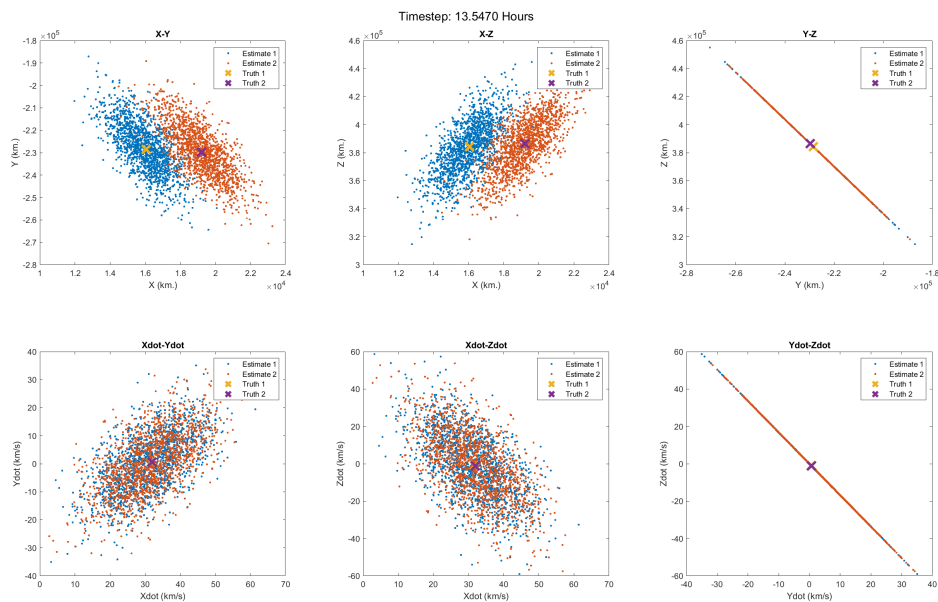 Timestep: 13.5470 Hours
X-Y
×10^5
-1.8
-1.9
-2
-2.1
-2.2
-2.3
-2.4
-2.5
-2.6
-2.7
-2.8
Y (km.)
1 1.2 1.4 1.6 1.8 2 2.2 2.4
X (km.)
×10^4
Estimate 1
Estimate 2
Truth 1
Truth 2
X-Z
×10^5
4.6
4.4
4.2
4
3.8
3.6
3.4
3.2
3
Z (km.)
1 1.2 1.4 1.6 1.8 2 2.2 2.4
X (km.)
×10^4
Estimate 1
Estimate 2
Truth 1
Truth 2
Y-Z
×10^5
4.6
4.4
4.2
4
3.8
3.6
3.4
3.2
3
Z (km.)
-2.8 -2.6 -2.4 -2.2 -2 -1.8
Y (km.)
×10^5
Estimate 1
Estimate 2
Truth 1
Truth 2
Xdot-Ydot
40
30
20
10
0
-10
-20
-30
-40
Ydot (km/s)
0 10 20 30 40 50 60 70
Xdot (km/s)
Estimate 1
Estimate 2
Truth 1
Truth 2
Xdot-Zdot
60
40
20
0
-20
-40
-60
Zdot (km/s)
0 10 20 30 40 50 60 70
Xdot (km/s)
Estimate 1
Estimate 2
Truth 1
Truth 2
Ydot-Zdot
60
40
20
0
-20
-40
-60
Zdot (km/s)
-40 -30 -20 -10 0 10 20 30 40
Ydot (km/s)
Estimate 1
Estimate 2
Truth 1
Truth 2